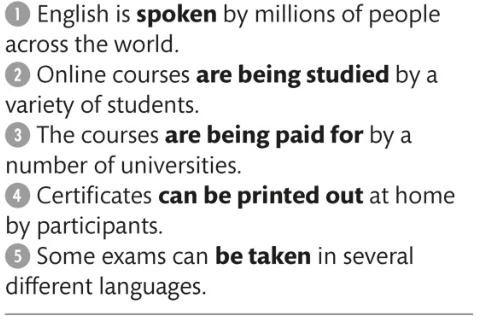 1 English is spoken by millions of people
across the world.
2 Online courses are being studied by a
variety of students.
3 The courses are being paid for by a
number of universities.
4 Certificates can be printed out at home
by participants.
5 Some exams can be taken in several
different languages.